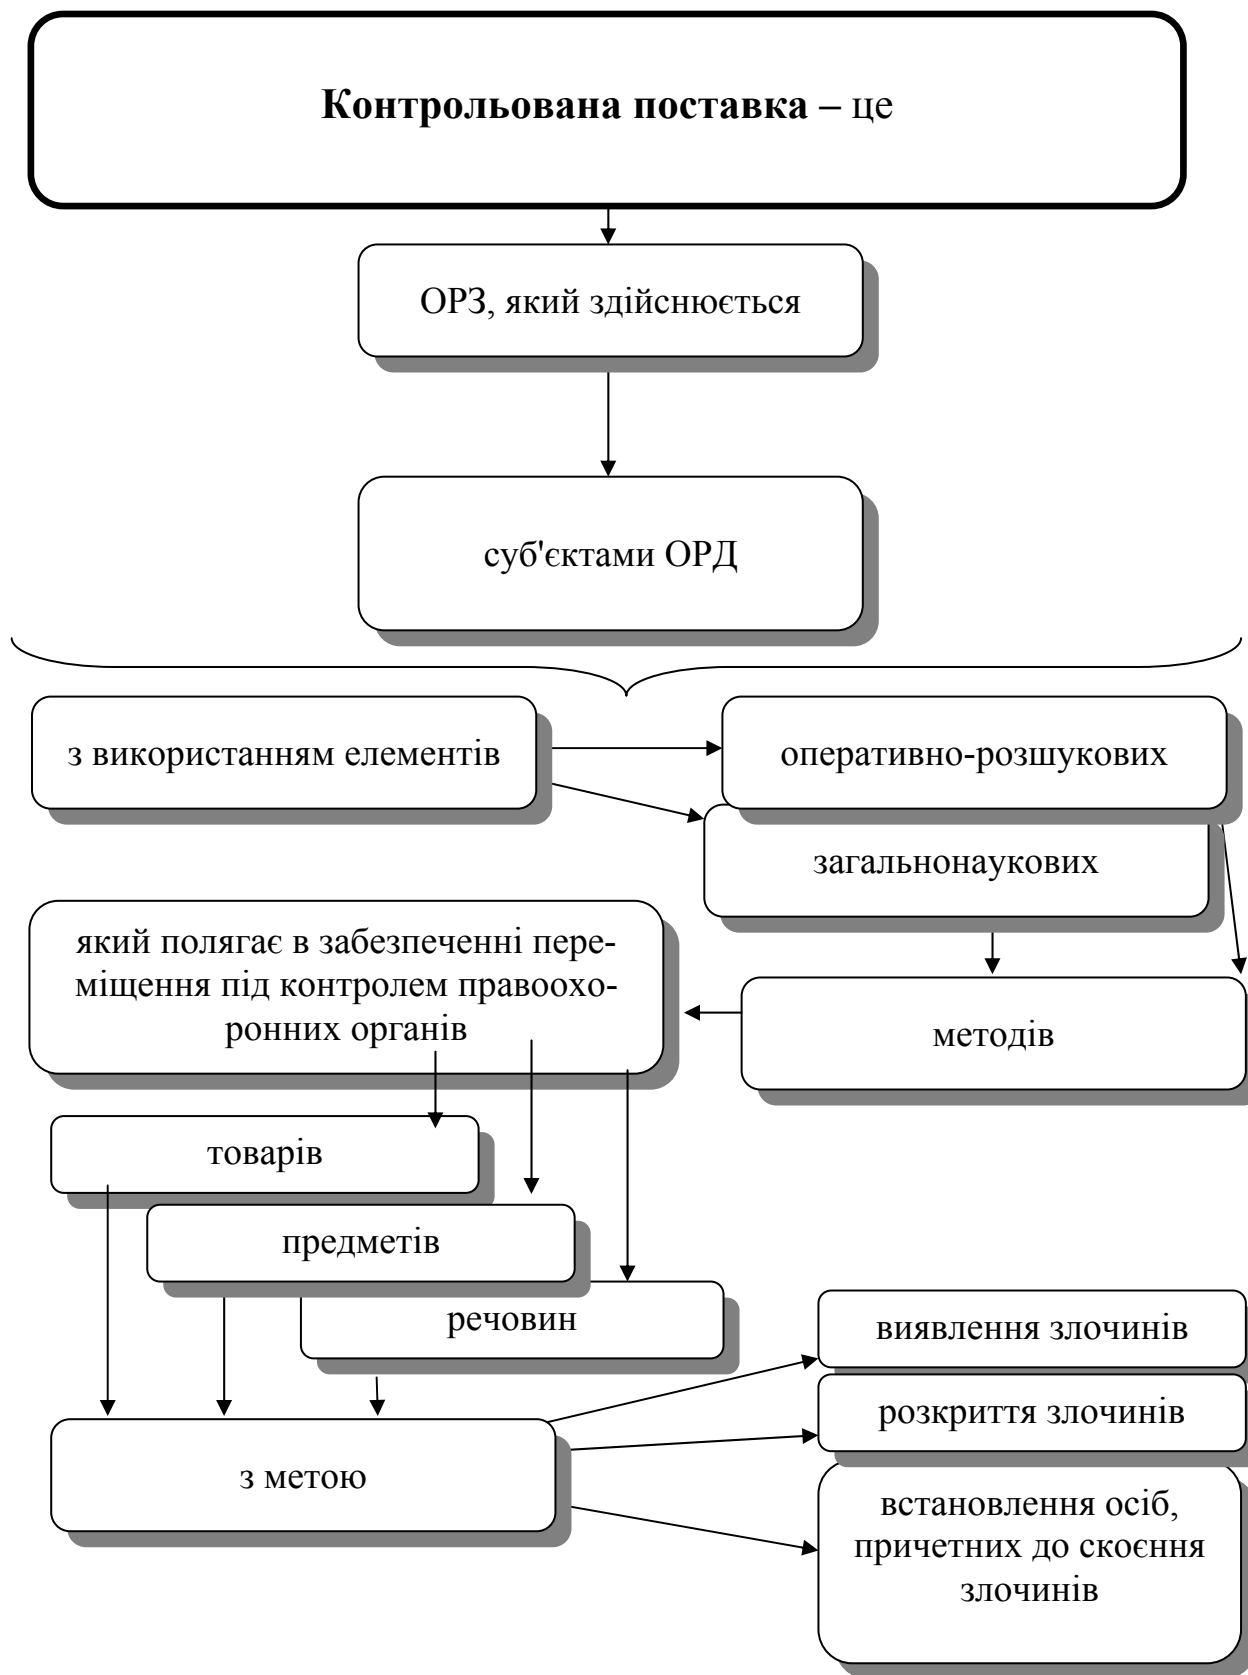 Контрольована поставка – це
ОРЗ, який здійснюється
суб'єктами ОРД
з використанням елементів
оперативно-розшукових
загальнонаукових
методів
який полягає в забезпеченні пере-
міщення під контролем правоохо-
ронних органів
товарів
предметів
речовин
з метою
виявлення злочинів
розкриття злочинів
встановлення осіб,
причетних до скоєння
злочинів